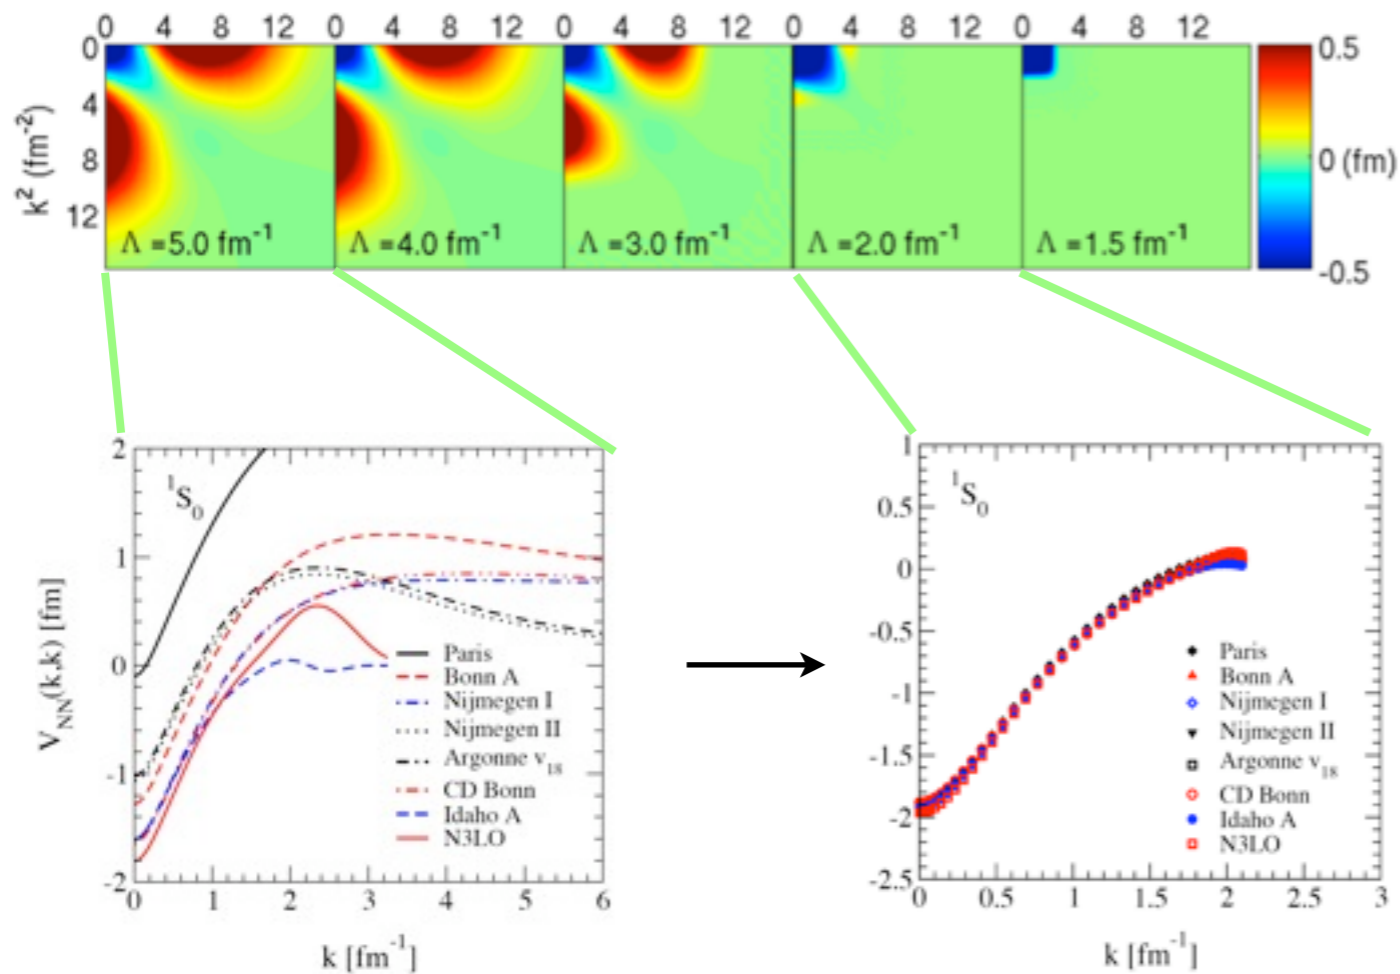 0 4 8 12 0 4 8 12 0 4 8 12 0 4 8 12 0 4 8 12
0
4
8
12
k² (fm⁻²)
Λ =5.0 fm⁻¹
Λ =4.0 fm⁻¹
Λ =3.0 fm⁻¹
Λ =2.0 fm⁻¹
Λ =1.5 fm⁻¹
0.5
0 (fm)
-0.5
2
1
0
-1
-2
V_NN(k,k) [fm]
¹S₀
Paris
Bonn A
Nijmegen I
Nijmegen II
Argonne v₁₈
CD Bonn
Idaho A
N3LO
0 1 2 3 4 5 6
k [fm⁻¹]
1
0.5
0
-0.5
-1
-1.5
-2
-2.5
¹S₀
Paris
Bonn A
Nijmegen I
Nijmegen II
Argonne v₁₈
CD Bonn
Idaho A
N3LO
0 0.5 1 1.5 2 2.5 3
k [fm⁻¹]